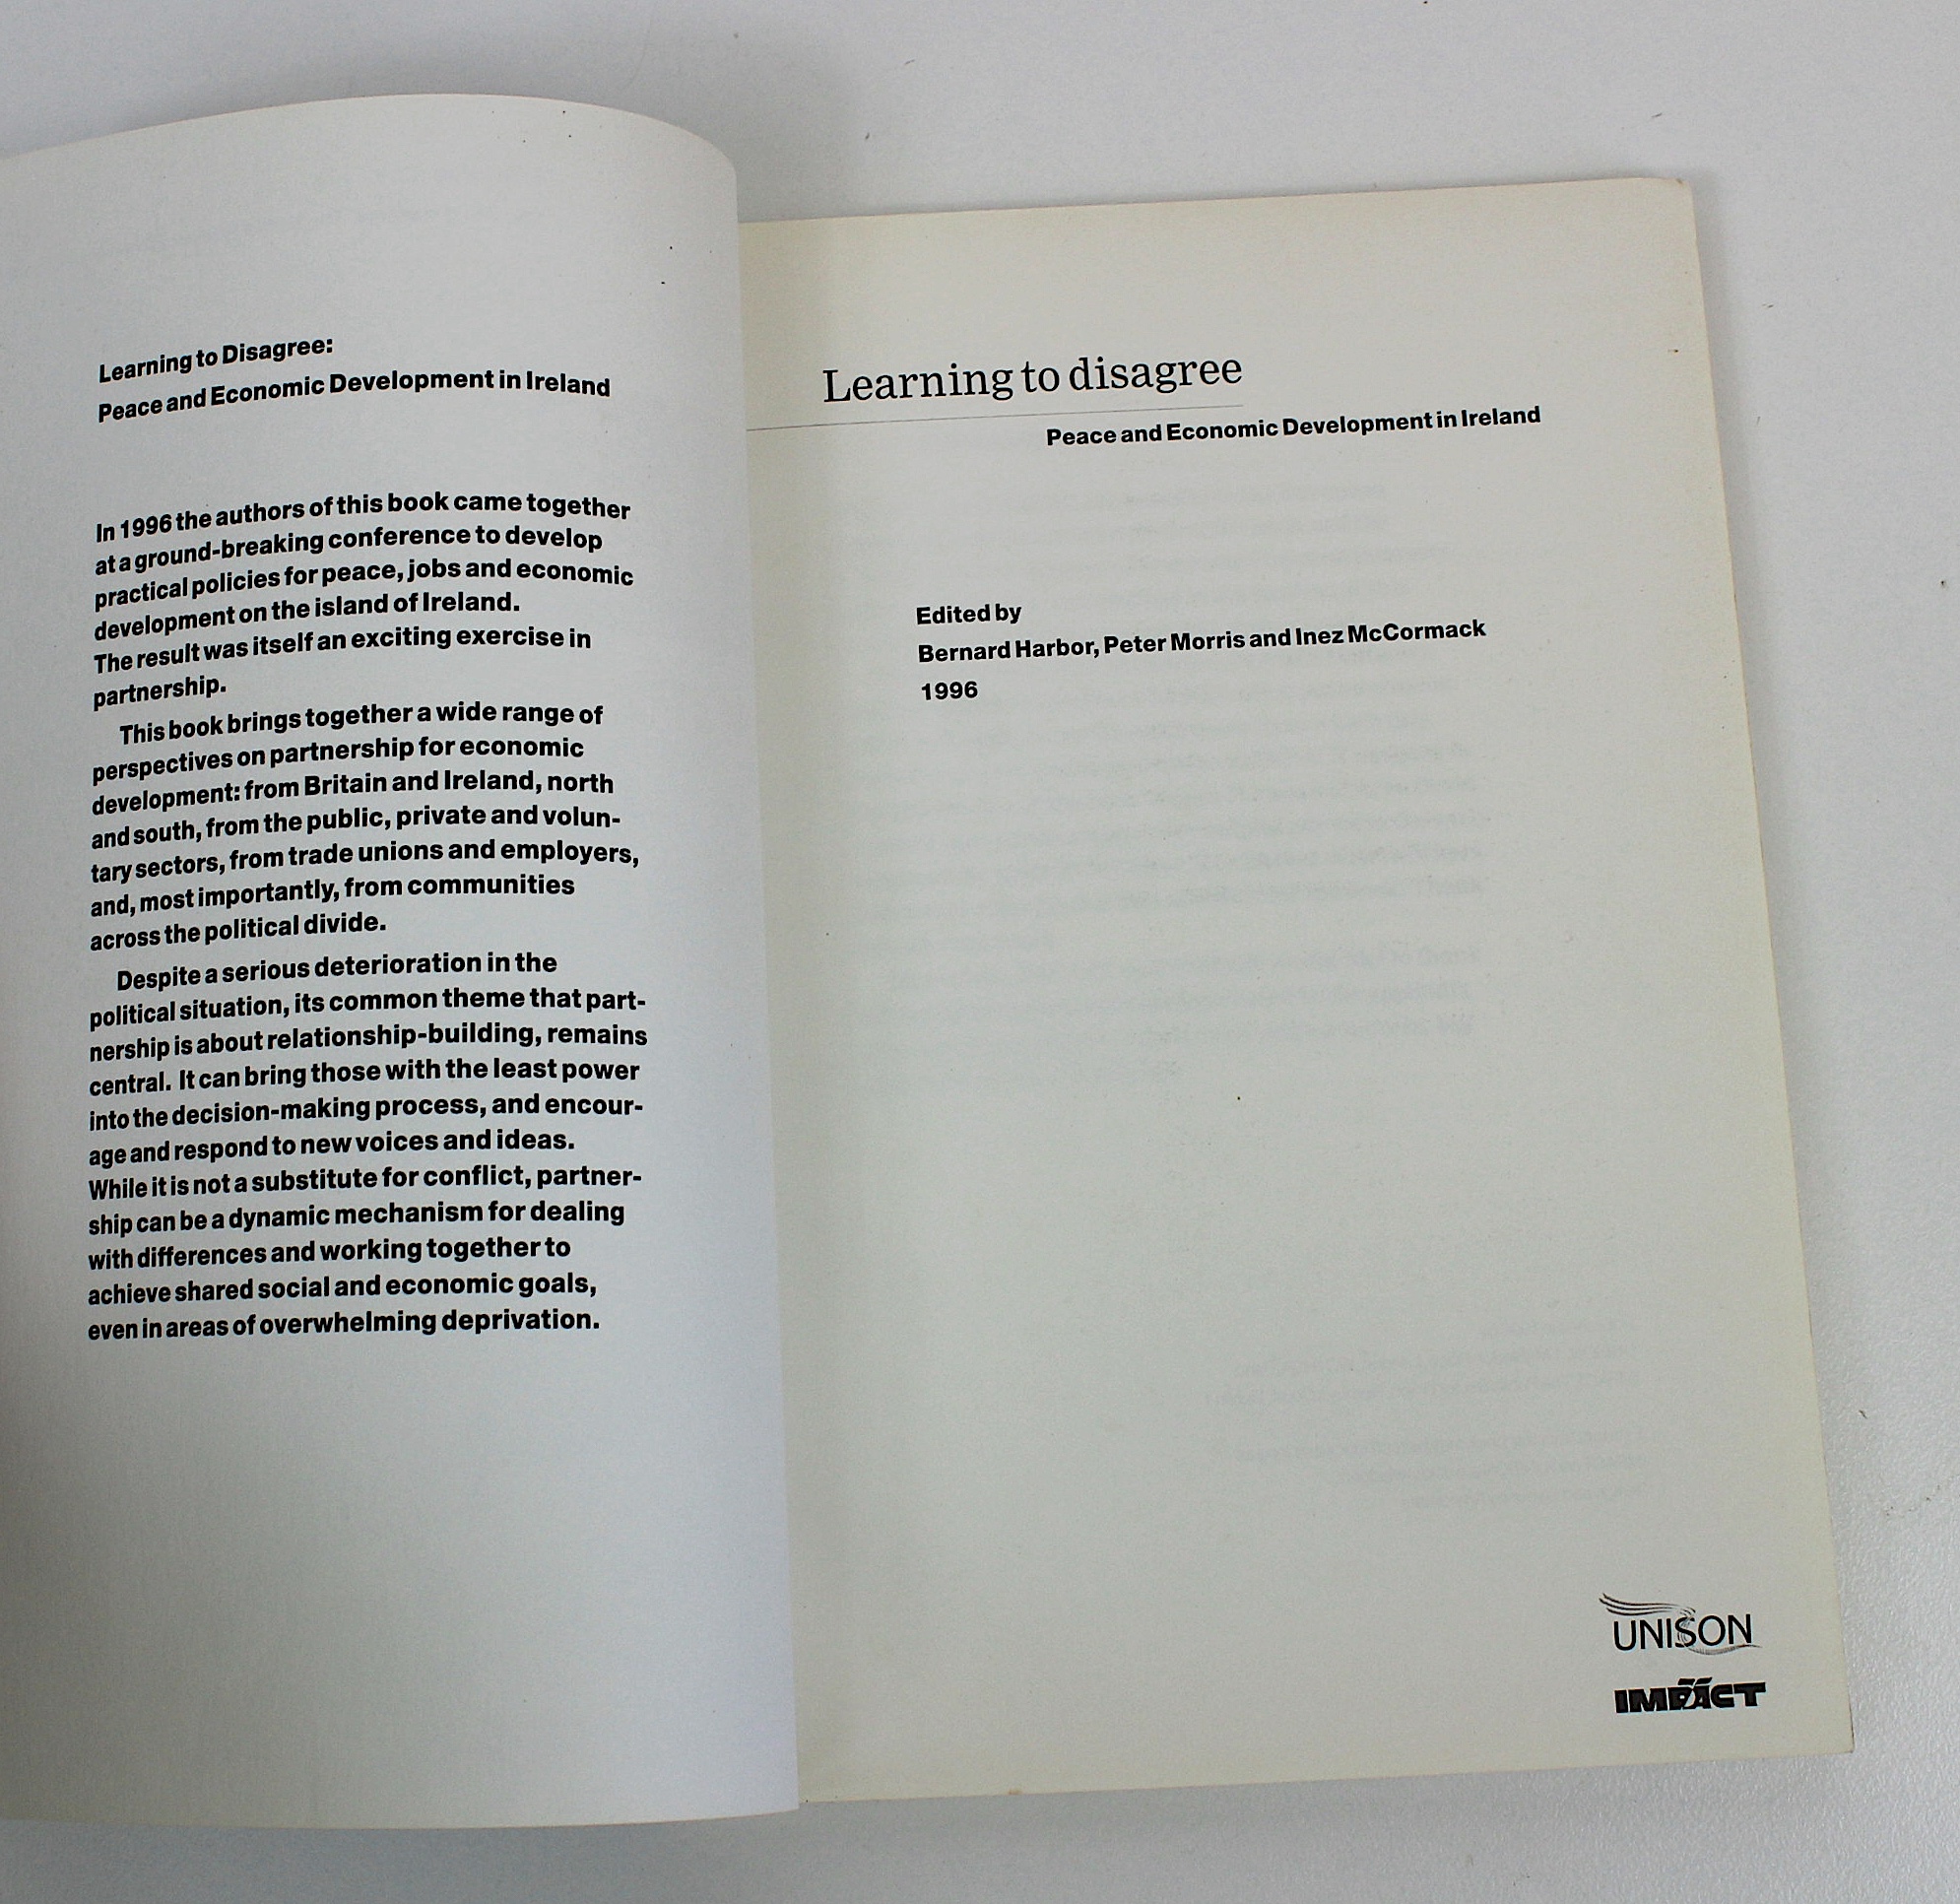 Learning to Disagree:
Peace and Economic Development in Ireland
In 1996 the authors of this book came together
at a ground-breaking conference to develop
practical policies for peace, jobs and economic
development on the island of Ireland.
The result was itself an exciting exercise in
partnership.
This book brings together a wide range of
perspectives on partnership for economic
development: from Britain and Ireland, north
and south, from the public, private and volun-
tary sectors, from trade unions and employers,
and, most importantly, from communities
across the political divide.
Despite a serious deterioration in the
political situation, its common theme that part-
nership is about relationship-building, remains
central. It can bring those with the least power
into the decision-making process, and encour-
age and respond to new voices and ideas.
While it is not a substitute for conflict, partner-
ship can be a dynamic mechanism for dealing
with differences and working together to
achieve shared social and economic goals,
even in areas of overwhelming deprivation.
Learning to disagree
Peace and Economic Development in Ireland
Edited by
Bernard Harbor, Peter Morris and Inez McCormack
1996
UNISON
IMPACT